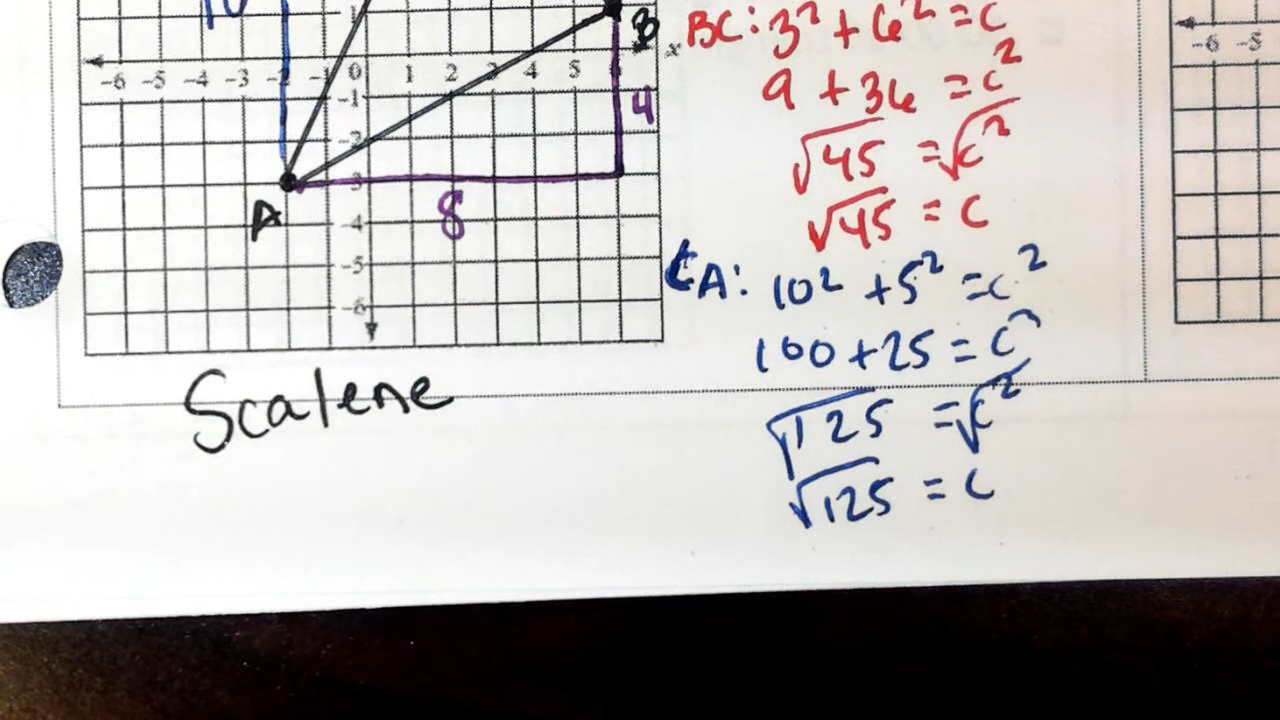 10
B
x
BC: 3² + 6² = c²
-6 -5 -4 -3 -2 -1 0 1 2 3 4 5 6
-6 -5
9 + 36 = c²
-1
4
-2
√45 = √c²
-3
A
8
√45 = c
-4
-5
CA: 10² + 5² = c²
-6
100 + 25 = c²
Scalene
√125 = √c²
√125 = c